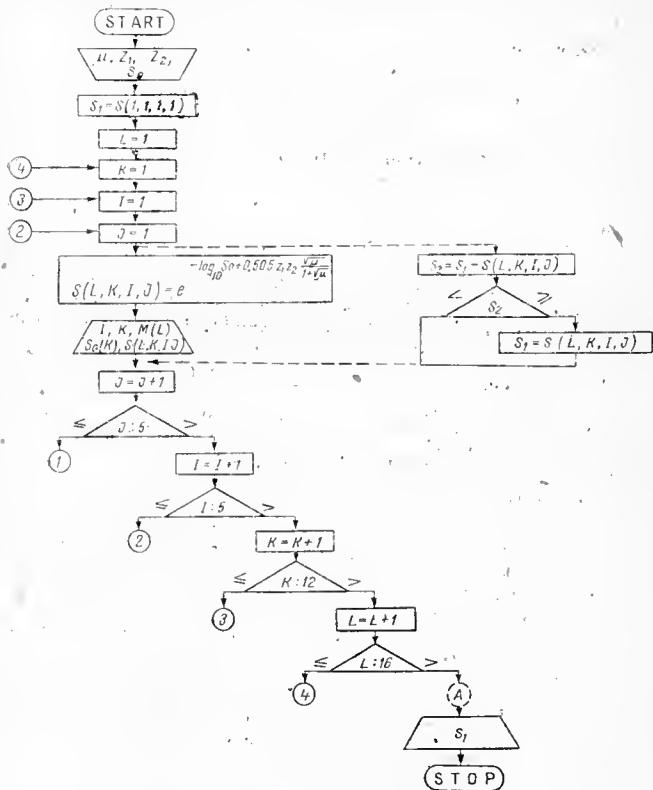 START
μ, Z₁, Z₂,
S₀
S₁=S(1,1,1,1)
L=1
④
K=1
③
I=1
②
J=1
S(L,K,I,J)=e^(-log₁₀ S₀+0,505 z₁ z₂ √μ/(1+√μ))
S₂=S₁-S(L,K,I,J)
< ≥
S₂
S₁=S(L,K,I,J)
I, K, M(L)
S₀(K), S(L,K,I,J)
J=J+1
≦ J:5 >
①
I=I+1
≦ I:5 >
②
K=K+1
≦ K:12 >
③
L=L+1
≦ L:16 >
④
A
S₁
STOP